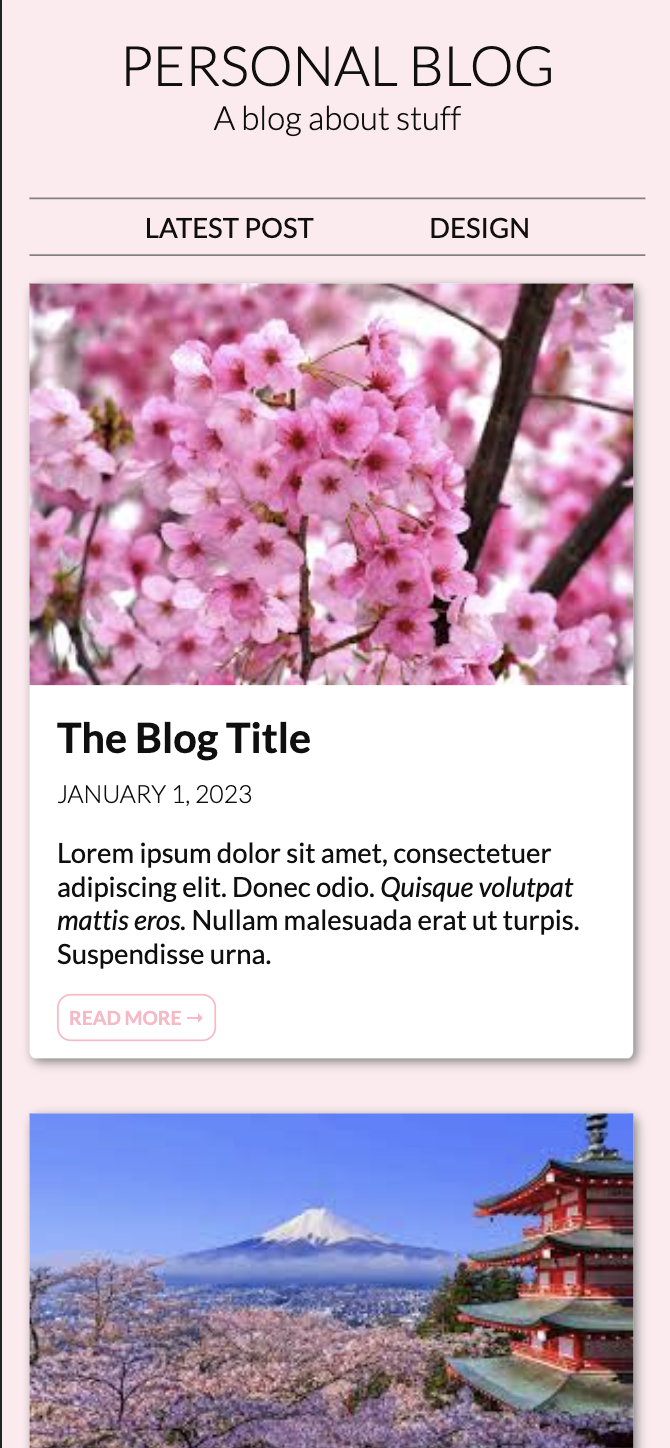 PERSONAL BLOG
A blog about stuff
LATEST POST DESIGN
The Blog Title
JANUARY 1, 2023
Lorem ipsum dolor sit amet, consectetuer
adipiscing elit. Donec odio. Quisque volutpat
mattis eros. Nullam malesuada erat ut turpis.
Suspendisse urna.
READ MORE →